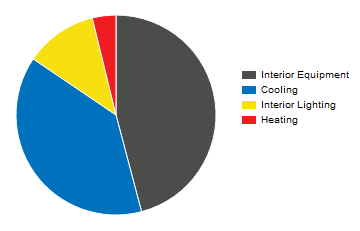 Interior Equipment
Cooling
Interior Lighting
Heating